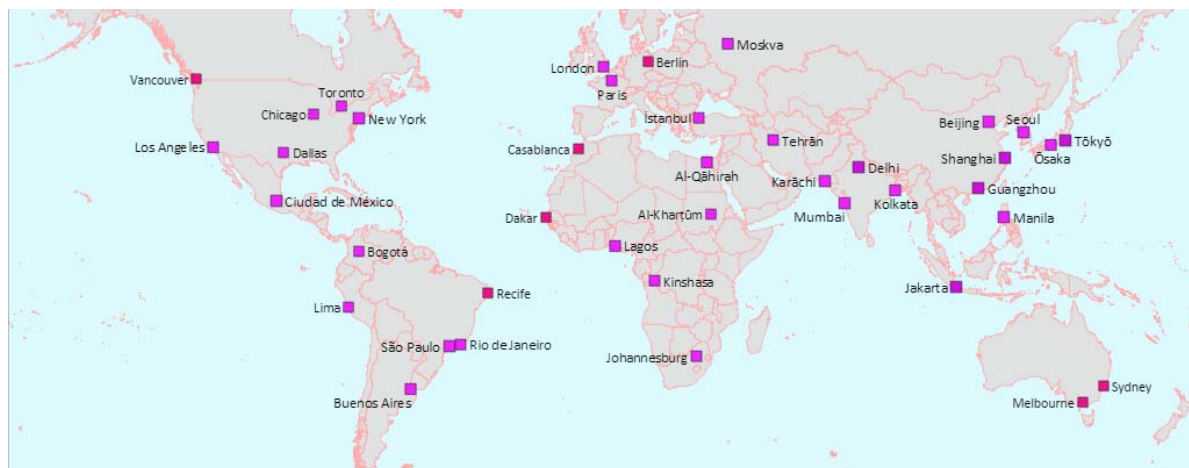 Moskva
London
Berlin
Paris
Vancouver
Toronto
Chicago
New York
İstanbul
Beijing
Seoul
Los Angeles
Dallas
Casablanca
Tehrān
Tōkyō
Ōsaka
Shanghai
Al-Qāhirah
Delhi
Karāchi
Guangzhou
Kolkata
Ciudad de México
Dakar
Al-Kharṭūm
Mumbai
Manila
Bogotá
Lagos
Kinshasa
Jakarta
Recife
Lima
São Paulo
Rio de Janeiro
Johannesburg
Buenos Aires
Sydney
Melbourne